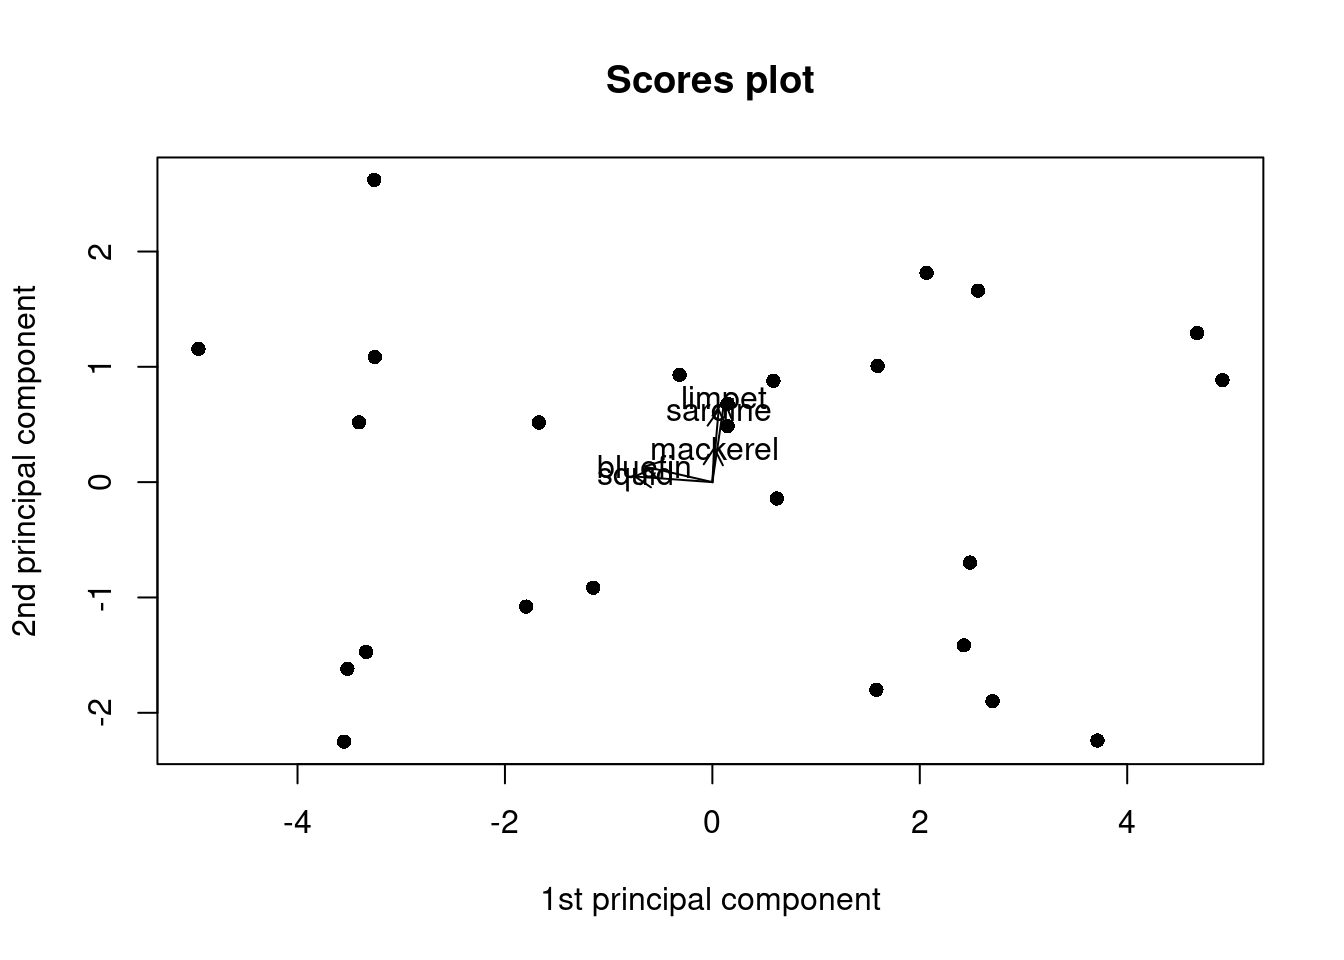 Scores plot
2nd principal component
2
1
0
-1
-2
limpet
sardine
mackerel
bluefin
squid
-4
-2
0
2
4
1st principal component